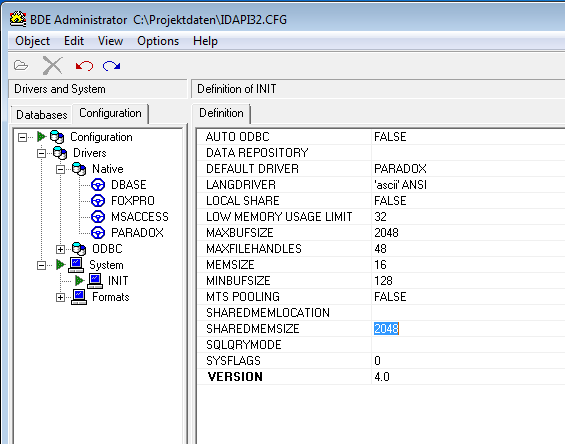 BDE Administrator C:\Projektdaten\IDAPI32.CFG
Object Edit View Options Help
Drivers and System
Definition of INIT
Databases Configuration
Definition
Configuration
Drivers
Native
DBASE
FOXPRO
MSACCESS
PARADOX
ODBC
System
INIT
Formats
AUTO ODBC FALSE
DATA REPOSITORY
DEFAULT DRIVER PARADOX
LANGDRIVER 'ascii' ANSI
LOCAL SHARE FALSE
LOW MEMORY USAGE LIMIT 32
MAXBUFSIZE 2048
MAXFILEHANDLES 48
MEMSIZE 16
MINBUFSIZE 128
MTS POOLING FALSE
SHAREDMEMLOCATION
SHAREDMEMSIZE 2048
SQLQRYMODE
SYSFLAGS 0
VERSION 4.0